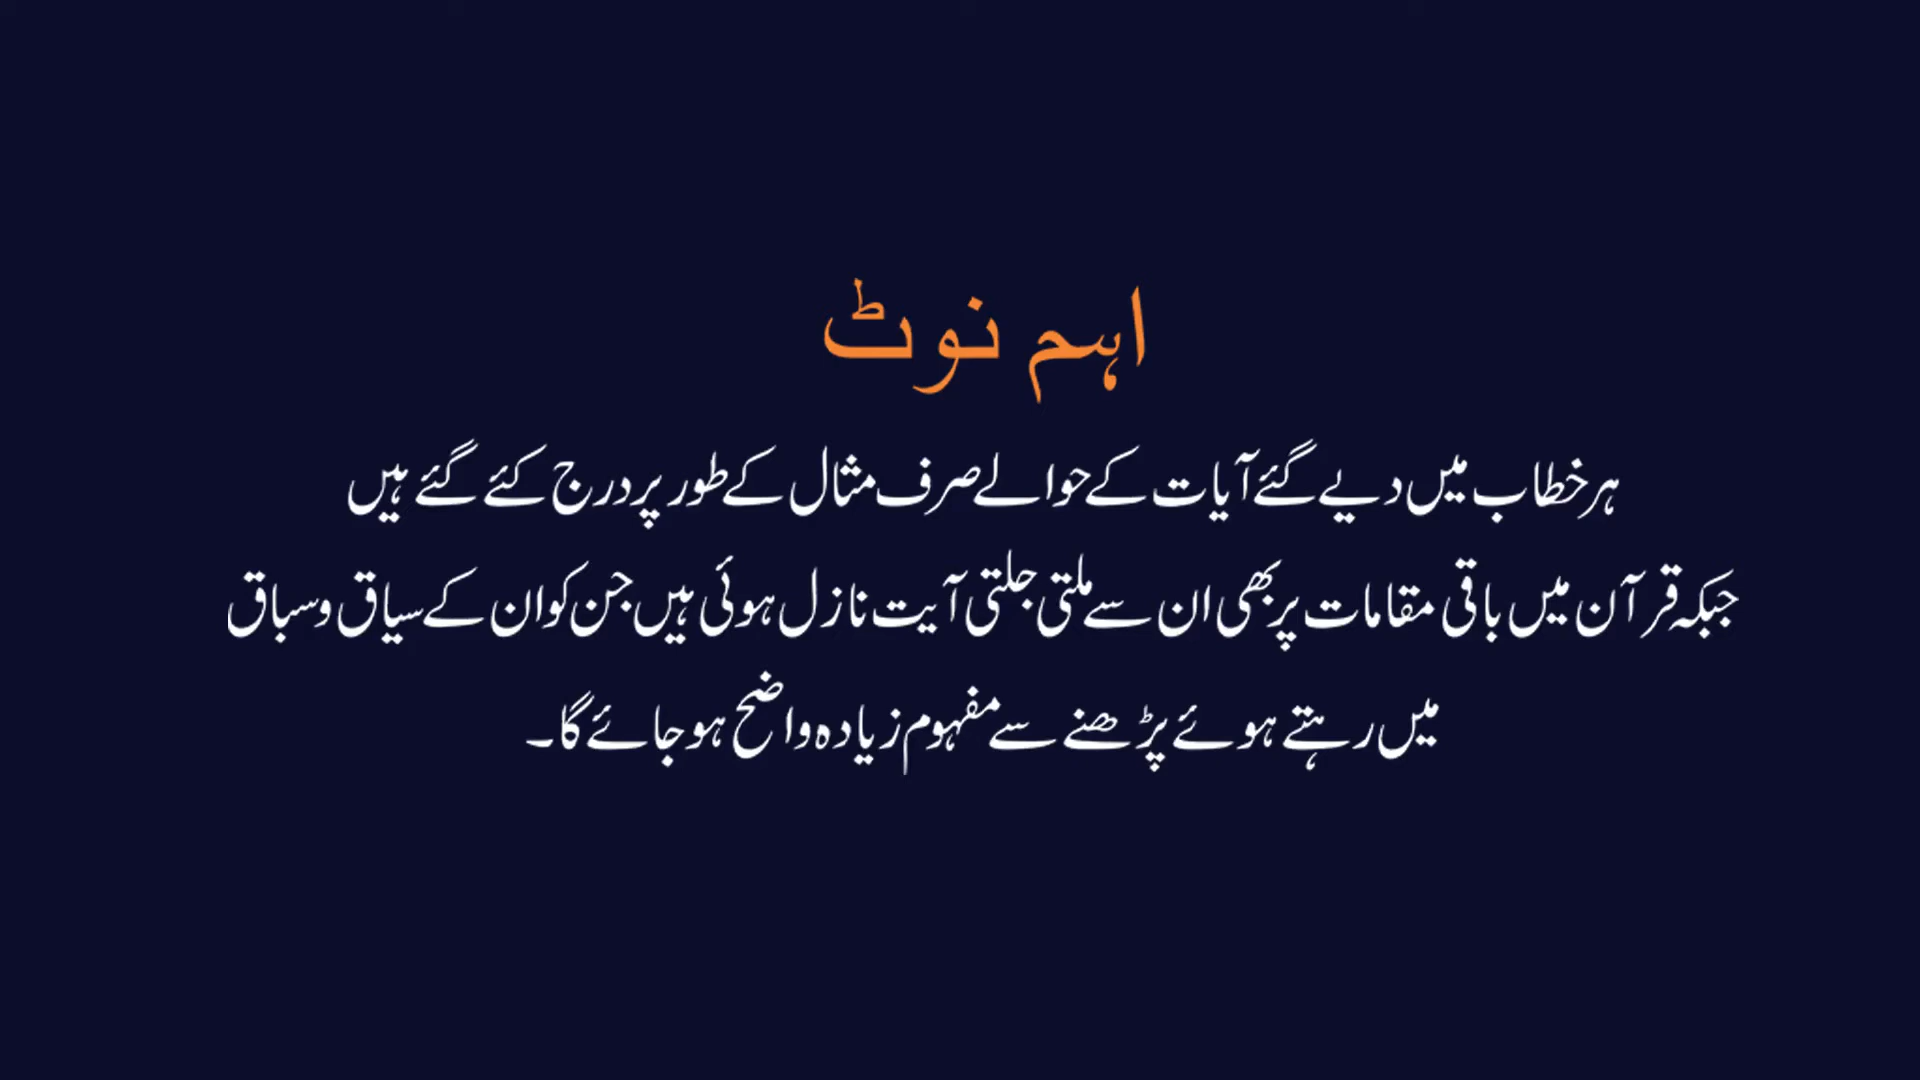 اہم نوٹ
ہر خطاب میں دیے گئے آیات کے حوالے صرف مثال کے طور پر درج کئے گئے ہیں
جبکہ قرآن میں باقی مقامات پر بھی ان سے ملتی جلتی آیت نازل ہوئی ہیں جن کو ان کے سیاق و سباق
میں رہتے ہوئے پڑھنے سے مفہوم زیادہ واضح ہو جائے گا۔